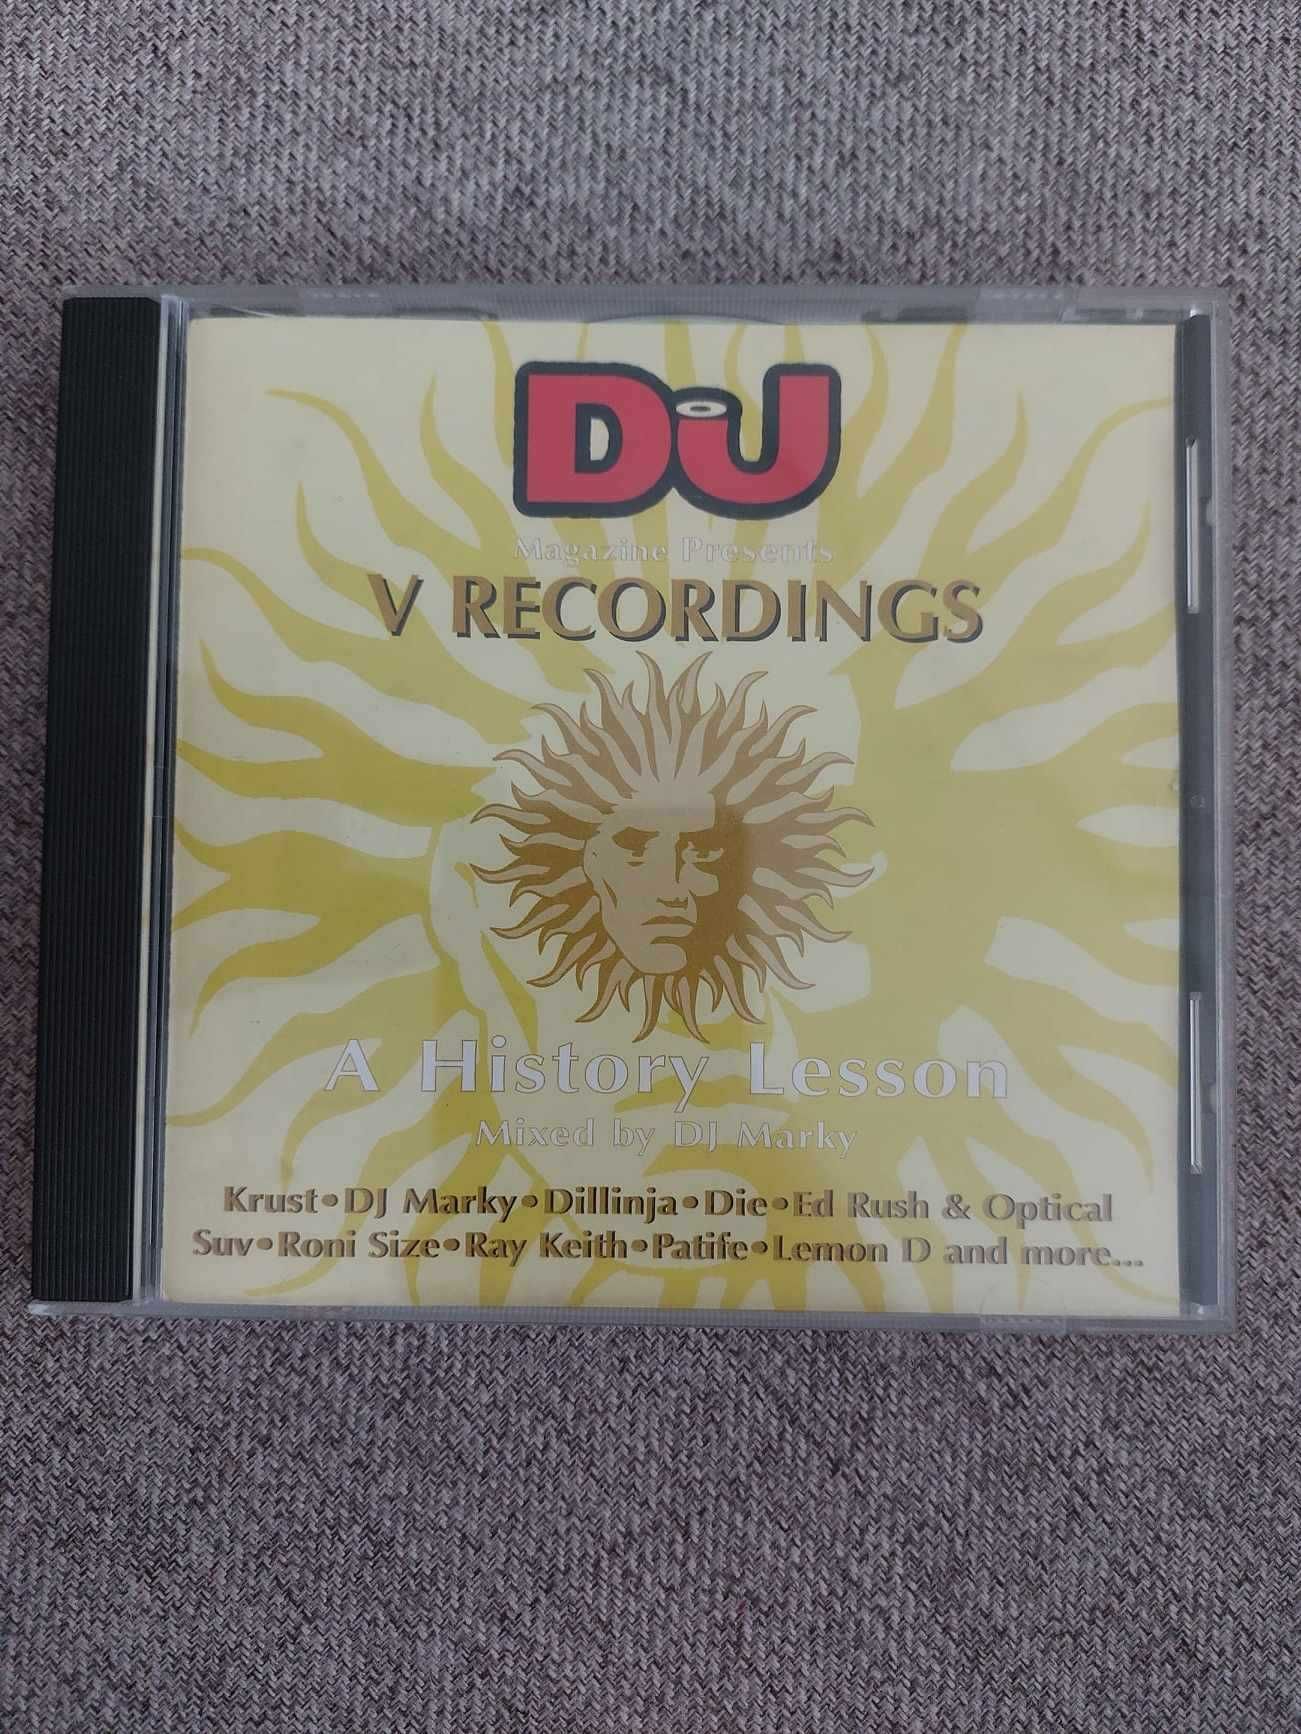 DJ
Magazine Presents
V RECORDINGS
A History Lesson
Mixed by DJ Marky
Krust•DJ Marky•Dillinja•Die•Ed Rush & Optical
Suv•Roni Size•Ray Keith•Patife•Lemon D and more...